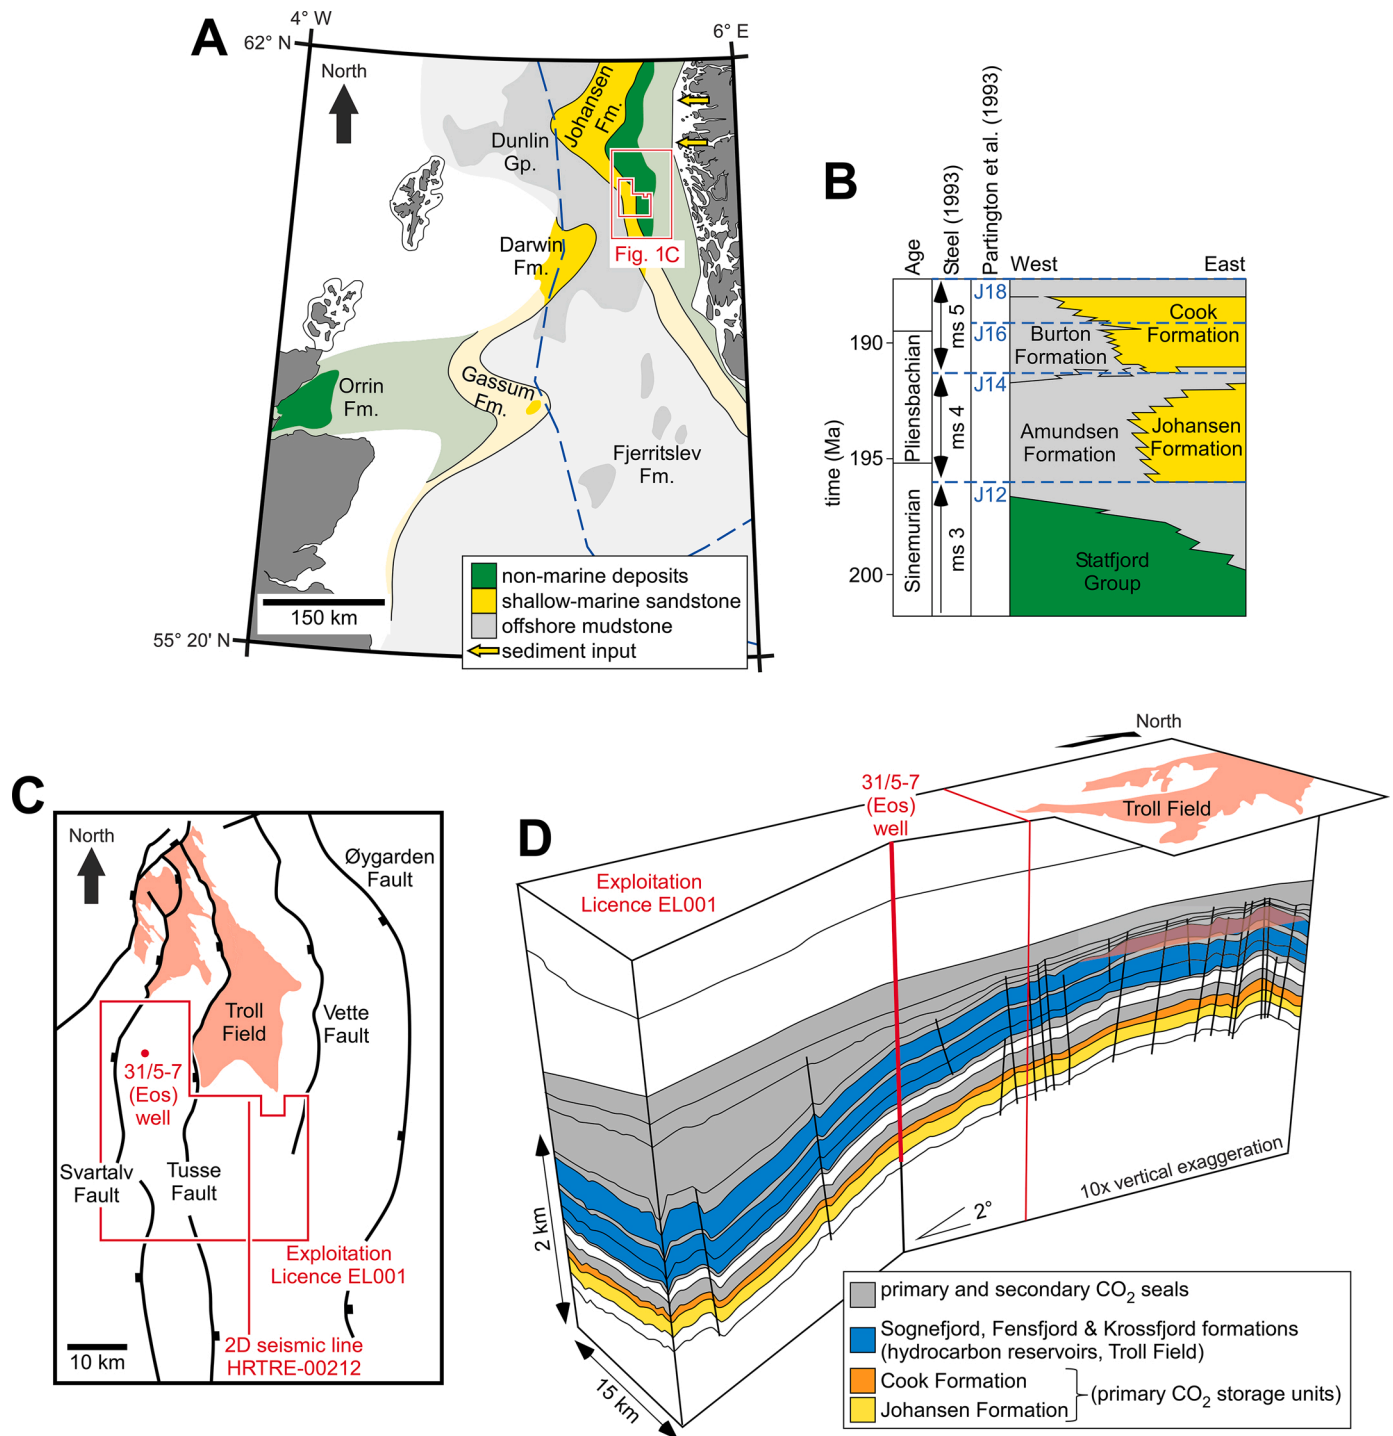 A
4° W
62° N
6° E
North
Johansen
Fm.
Dunlin
Gp.
Darwin
Fm.
Fig. 1C
Orrin
Fm.
Gassum
Fm.
Fjerritslev
Fm.
150 km
55° 20' N
non-marine deposits
shallow-marine sandstone
offshore mudstone
sediment input
B
Age
Steel (1993)
Partington et al. (1993)
West
East
time (Ma)
190
195
200
Pliensbachian
Sinemurian
ms 5
ms 4
ms 3
J18
J16
J14
J12
Cook
Formation
Burton
Formation
Amundsen
Formation
Johansen
Formation
Statfjord
Group
C
North
Øygarden
Fault
Troll
Field
Vette
Fault
31/5-7
(Eos)
well
Svartalv
Fault
Tusse
Fault
Exploitation
Licence EL001
2D seismic line
HRTRE-00212
10 km
D
North
31/5-7
(Eos)
well
Troll Field
Exploitation
Licence EL001
2 km
15 km
2°
10x vertical exaggeration
primary and secondary CO₂ seals
Sognefjord, Fensfjord & Krossfjord formations
(hydrocarbon reservoirs, Troll Field)
Cook Formation
Johansen Formation
(primary CO₂ storage units)